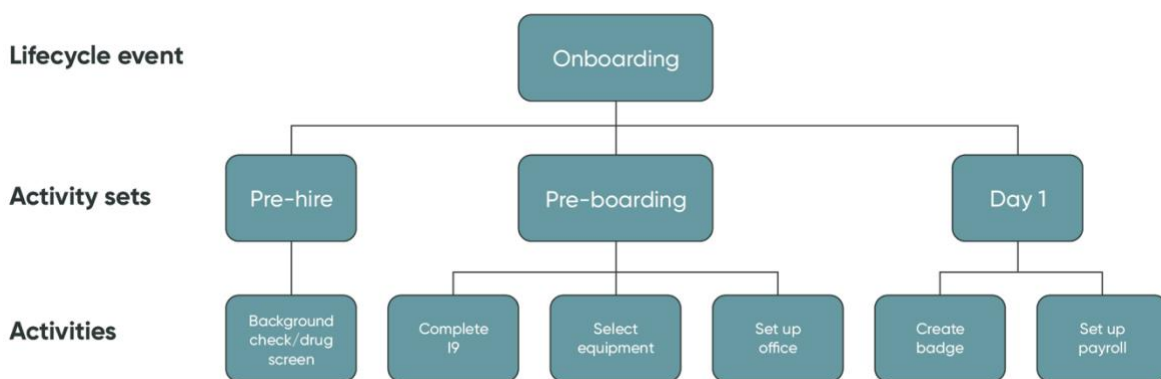 Lifecycle event
Onboarding
Activity sets
Pre-hire
Pre-boarding
Day 1
Activities
Background
check/drug
screen
Complete
I9
Select
equipment
Set up
office
Create
badge
Set up
payroll